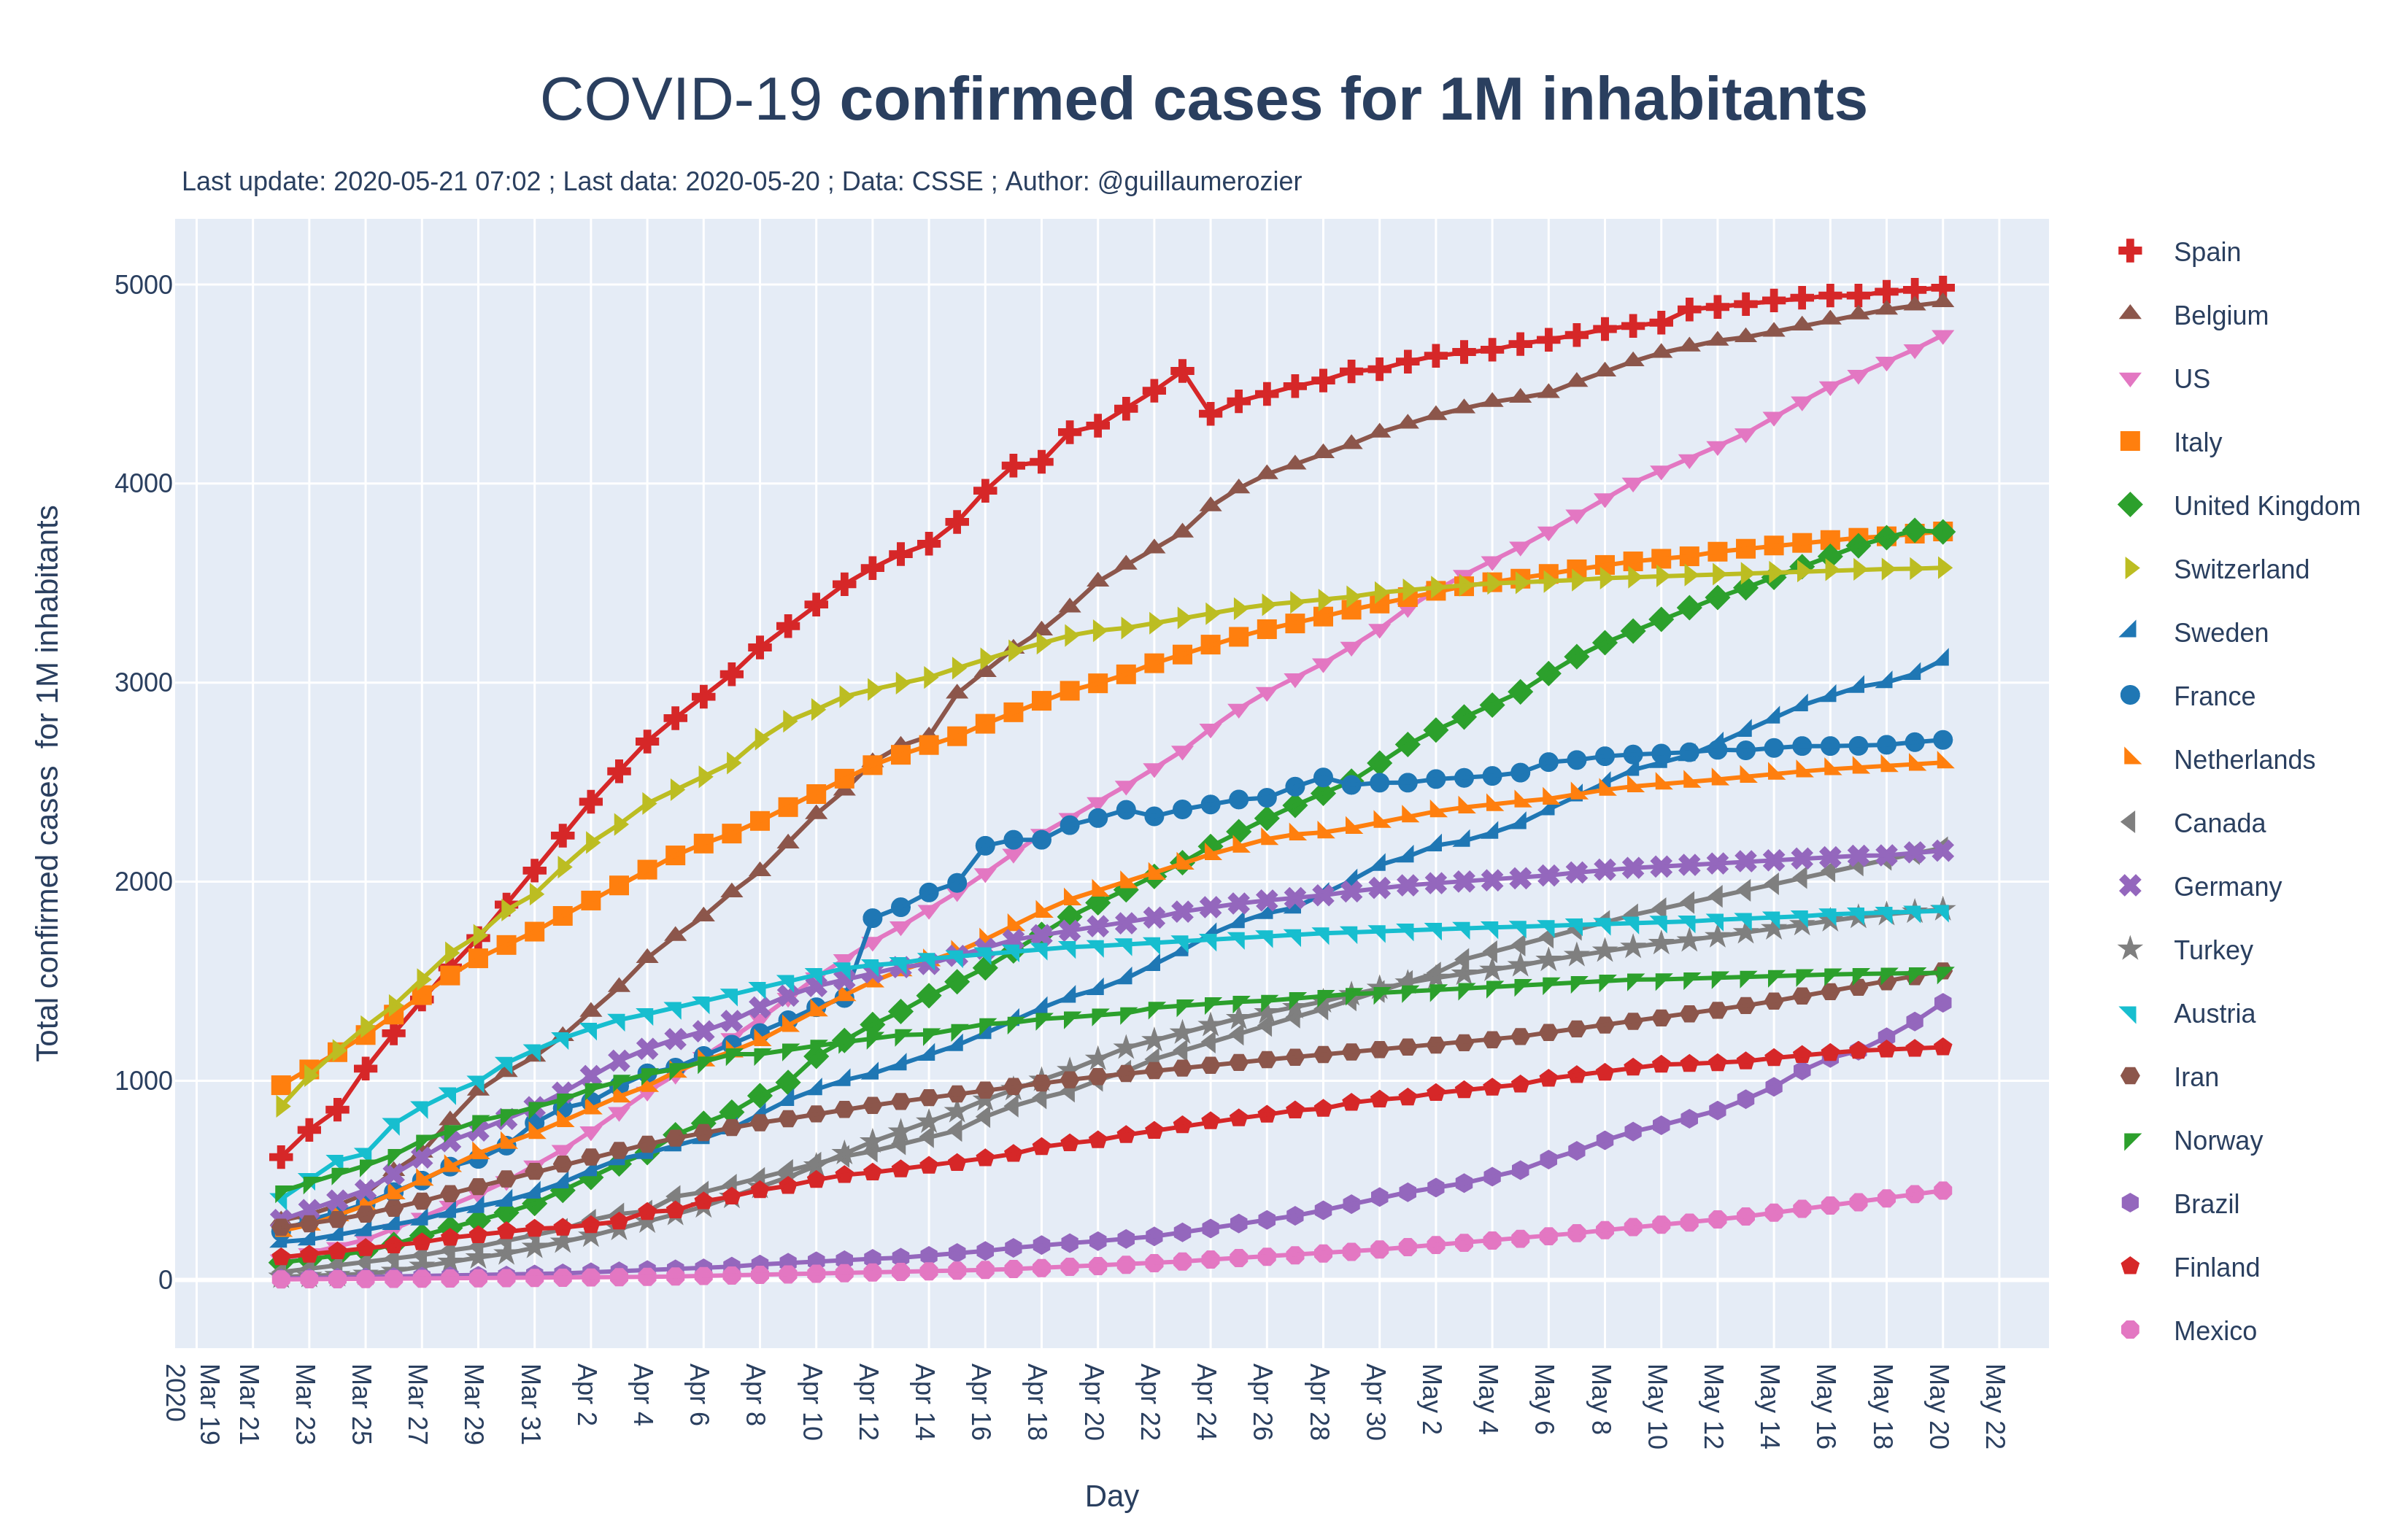 COVID-19 confirmed cases for 1M inhabitants
Last update: 2020-05-21 07:02 ; Last data: 2020-05-20 ; Data: CSSE ; Author: @guillaumerozier
Total confirmed cases for 1M inhabitants
5000
4000
3000
2000
1000
0
Mar 19
2020
Mar 21
Mar 23
Mar 25
Mar 27
Mar 29
Mar 31
Apr 2
Apr 4
Apr 6
Apr 8
Apr 10
Apr 12
Apr 14
Apr 16
Apr 18
Apr 20
Apr 22
Apr 24
Apr 26
Apr 28
Apr 30
May 2
May 4
May 6
May 8
May 10
May 12
May 14
May 16
May 18
May 20
May 22
Day
Spain
Belgium
US
Italy
United Kingdom
Switzerland
Sweden
France
Netherlands
Canada
Germany
Turkey
Austria
Iran
Norway
Brazil
Finland
Mexico